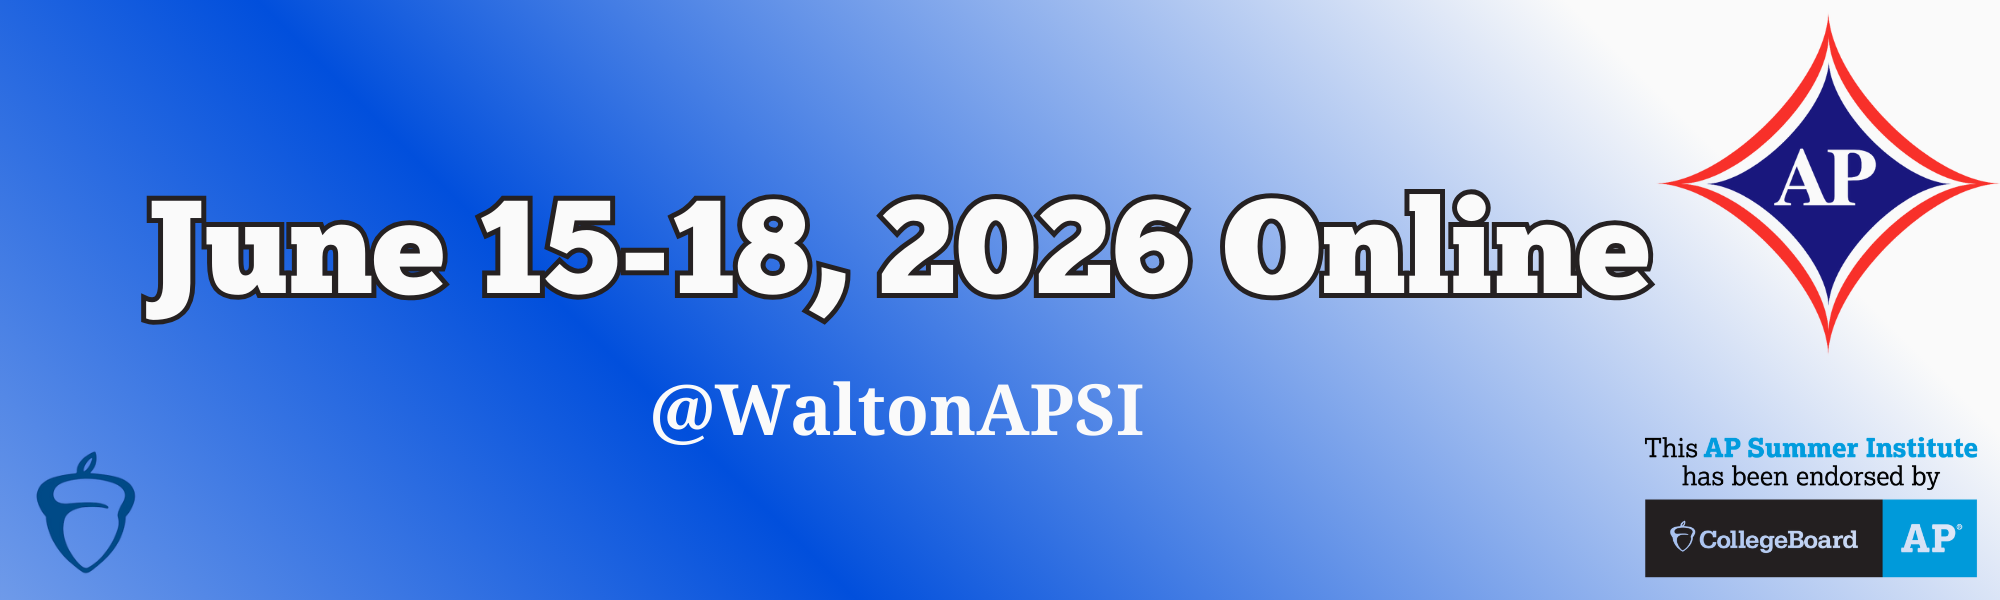 AP
June 15-18, 2026 Online
@WaltonAPSI
This AP Summer Institute
has been endorsed by
CollegeBoard AP®